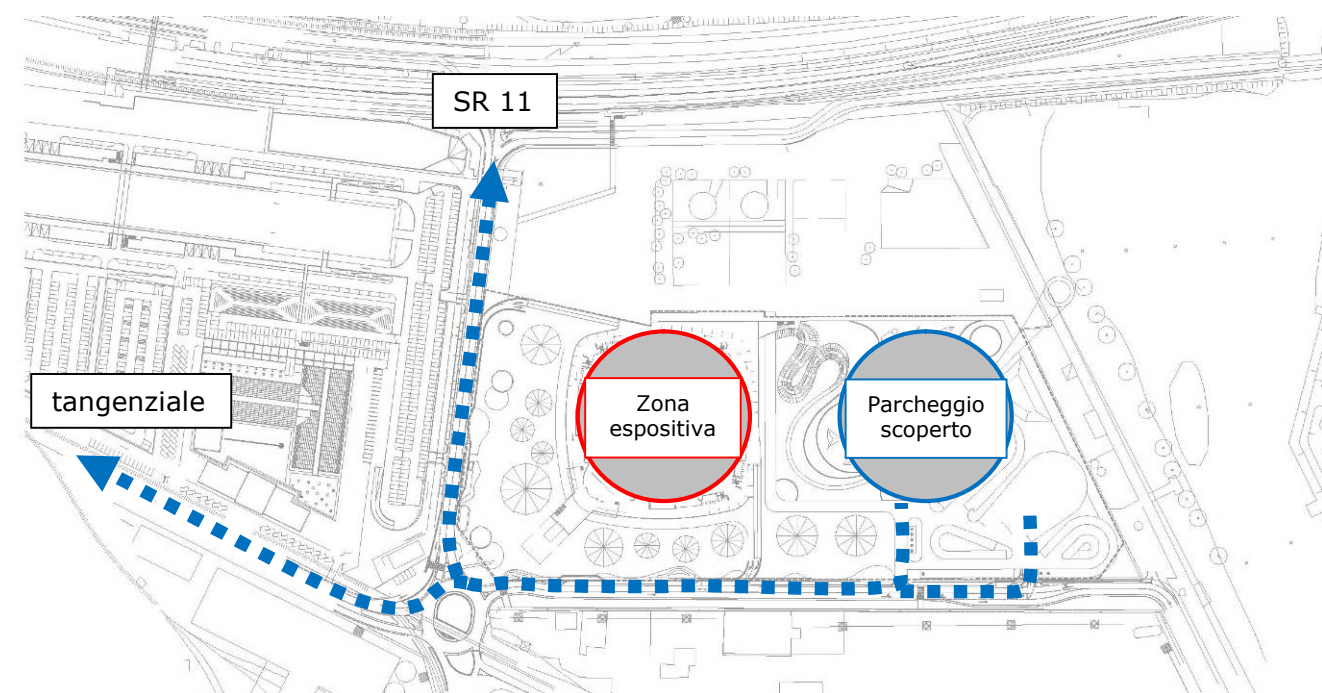 SR 11
tangenziale
Zona
espositiva
Parcheggio
scoperto